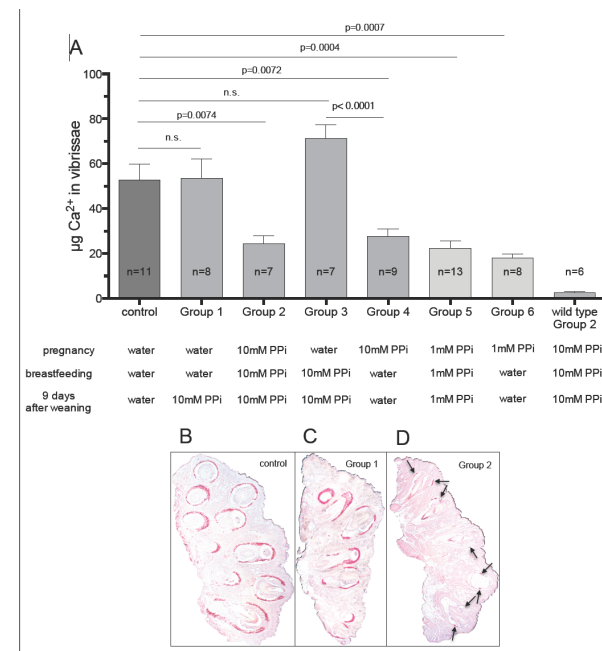 p=0.0007
A
p=0.0004
p=0.0072
n.s.
p=0.0074
p<0.0001
n.s.
µg Ca2+ in vibrissae
100
80
60
40
20
0
n=11 n=8 n=7 n=7 n=9 n=13 n=8 n=6
control Group 1 Group 2 Group 3 Group 4 Group 5 Group 6 wild type
Group 2
pregnancy water water 10mM PPi water 10mM PPi 1mM PPi 1mM PPi 10mM PPi
breastfeeding water water 10mM PPi 10mM PPi water 1mM PPi water 10mM PPi
9 days
after weaning water 10mM PPi 10mM PPi 10mM PPi water 1mM PPi water 10mM PPi
B C D
control Group 1 Group 2